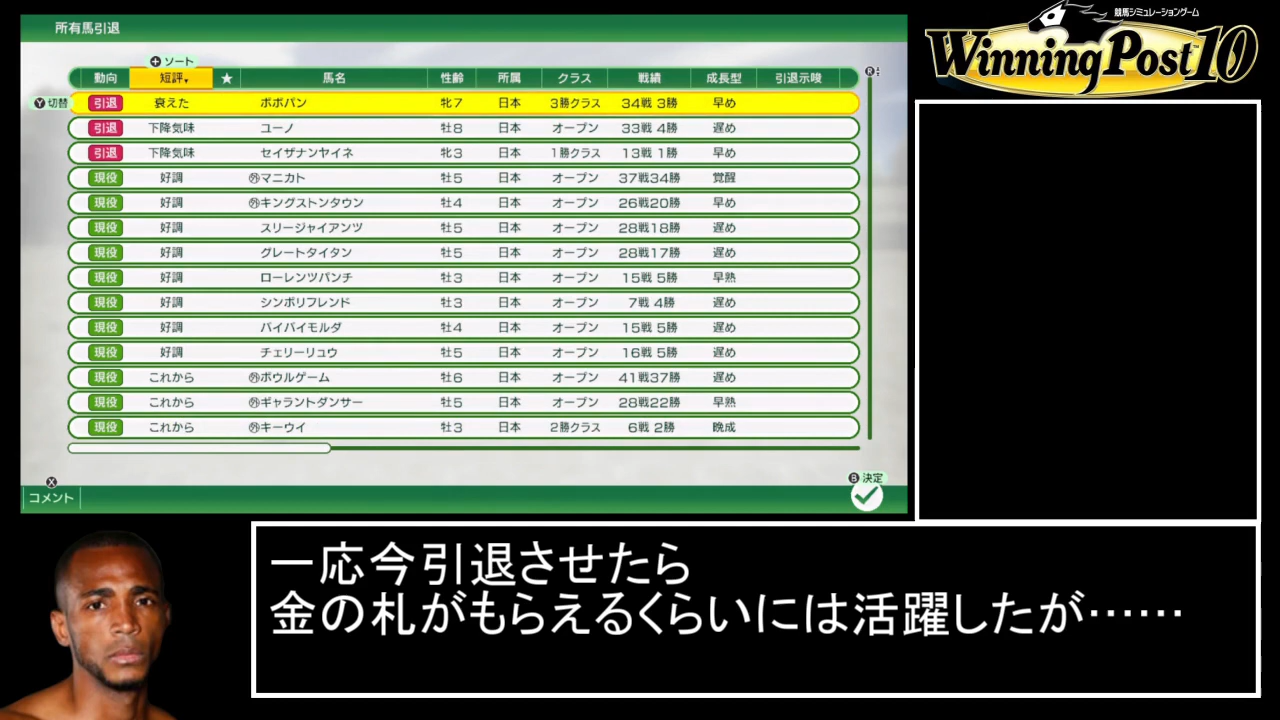 所有馬引退
競馬シミュレーションゲーム
Winning Post 10
+ ソート
動向 短評 ★ 馬名 性齢 所属 クラス 戦績 成長型 引退示唆
R
Y 切替
引退 衰えた ボボパン 牝7 日本 3勝クラス 34戦 3勝 早め
引退 下降気味 ユーノ 牡8 日本 オープン 33戦 4勝 遅め
引退 下降気味 セイザナンヤイネ 牝3 日本 1勝クラス 13戦 1勝 早め
現役 好調 ㊕マニカト 牡5 日本 オープン 37戦34勝 覚醒
現役 好調 ㊕キングストンタウン 牡4 日本 オープン 26戦20勝 早め
現役 好調 スリージャイアンツ 牡5 日本 オープン 28戦18勝 遅め
現役 好調 グレートタイタン 牡5 日本 オープン 28戦17勝 遅め
現役 好調 ローレンツパンチ 牡3 日本 オープン 15戦 5勝 早熟
現役 好調 シンボリフレンド 牡3 日本 オープン 7戦 4勝 遅め
現役 好調 バイバイモルダ 牡4 日本 オープン 15戦 5勝 遅め
現役 好調 チェリーリュウ 牡5 日本 オープン 16戦 5勝 遅め
現役 これから ボウルゲーム 牡6 日本 オープン 41戦37勝 遅め
現役 これから ギャラントダンサー 牡5 日本 オープン 28戦22勝 早熟
現役 これから キーウイ 牡3 日本 2勝クラス 6戦 2勝 晩成
X
コメント
B 決定
一応今引退させたら
金の札がもらえるくらいには活躍したが……